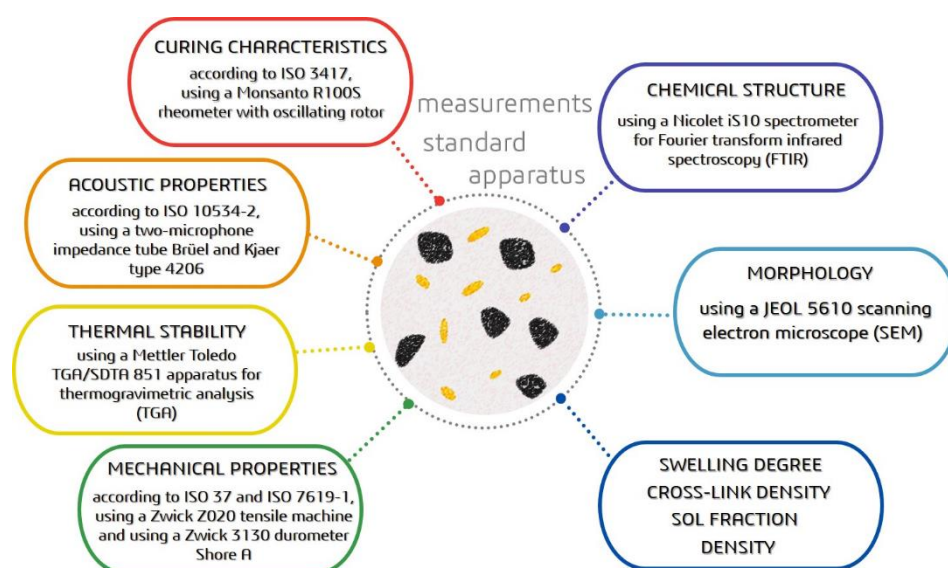 CURING CHARACTERISTICS
according to ISO 3417,
using a Monsanto R100S
rheometer with oscillating rotor
measurements
standard
apparatus
CHEMICAL STRUCTURE
using a Nicolet iS10 spectrometer
for Fourier transform infrared
spectroscopy (FTIR)
ACOUSTIC PROPERTIES
according to ISO 10534-2,
using a two-microphone
impedance tube Brüel and Kjaer
type 4206
MORPHOLOGY
using a JEOL 5610 scanning
electron microscope (SEM)
THERMAL STABILITY
using a Mettler Toledo
TGA/SDTA 851 apparatus for
thermogravimetric analysis
(TGA)
MECHANICAL PROPERTIES
according to ISO 37 and ISO 7619-1,
using a Zwick Z020 tensile machine
and using a Zwick 3130 durometer
Shore A
SWELLING DEGREE
CROSS-LINK DENSITY
SOL FRACTION
DENSITY